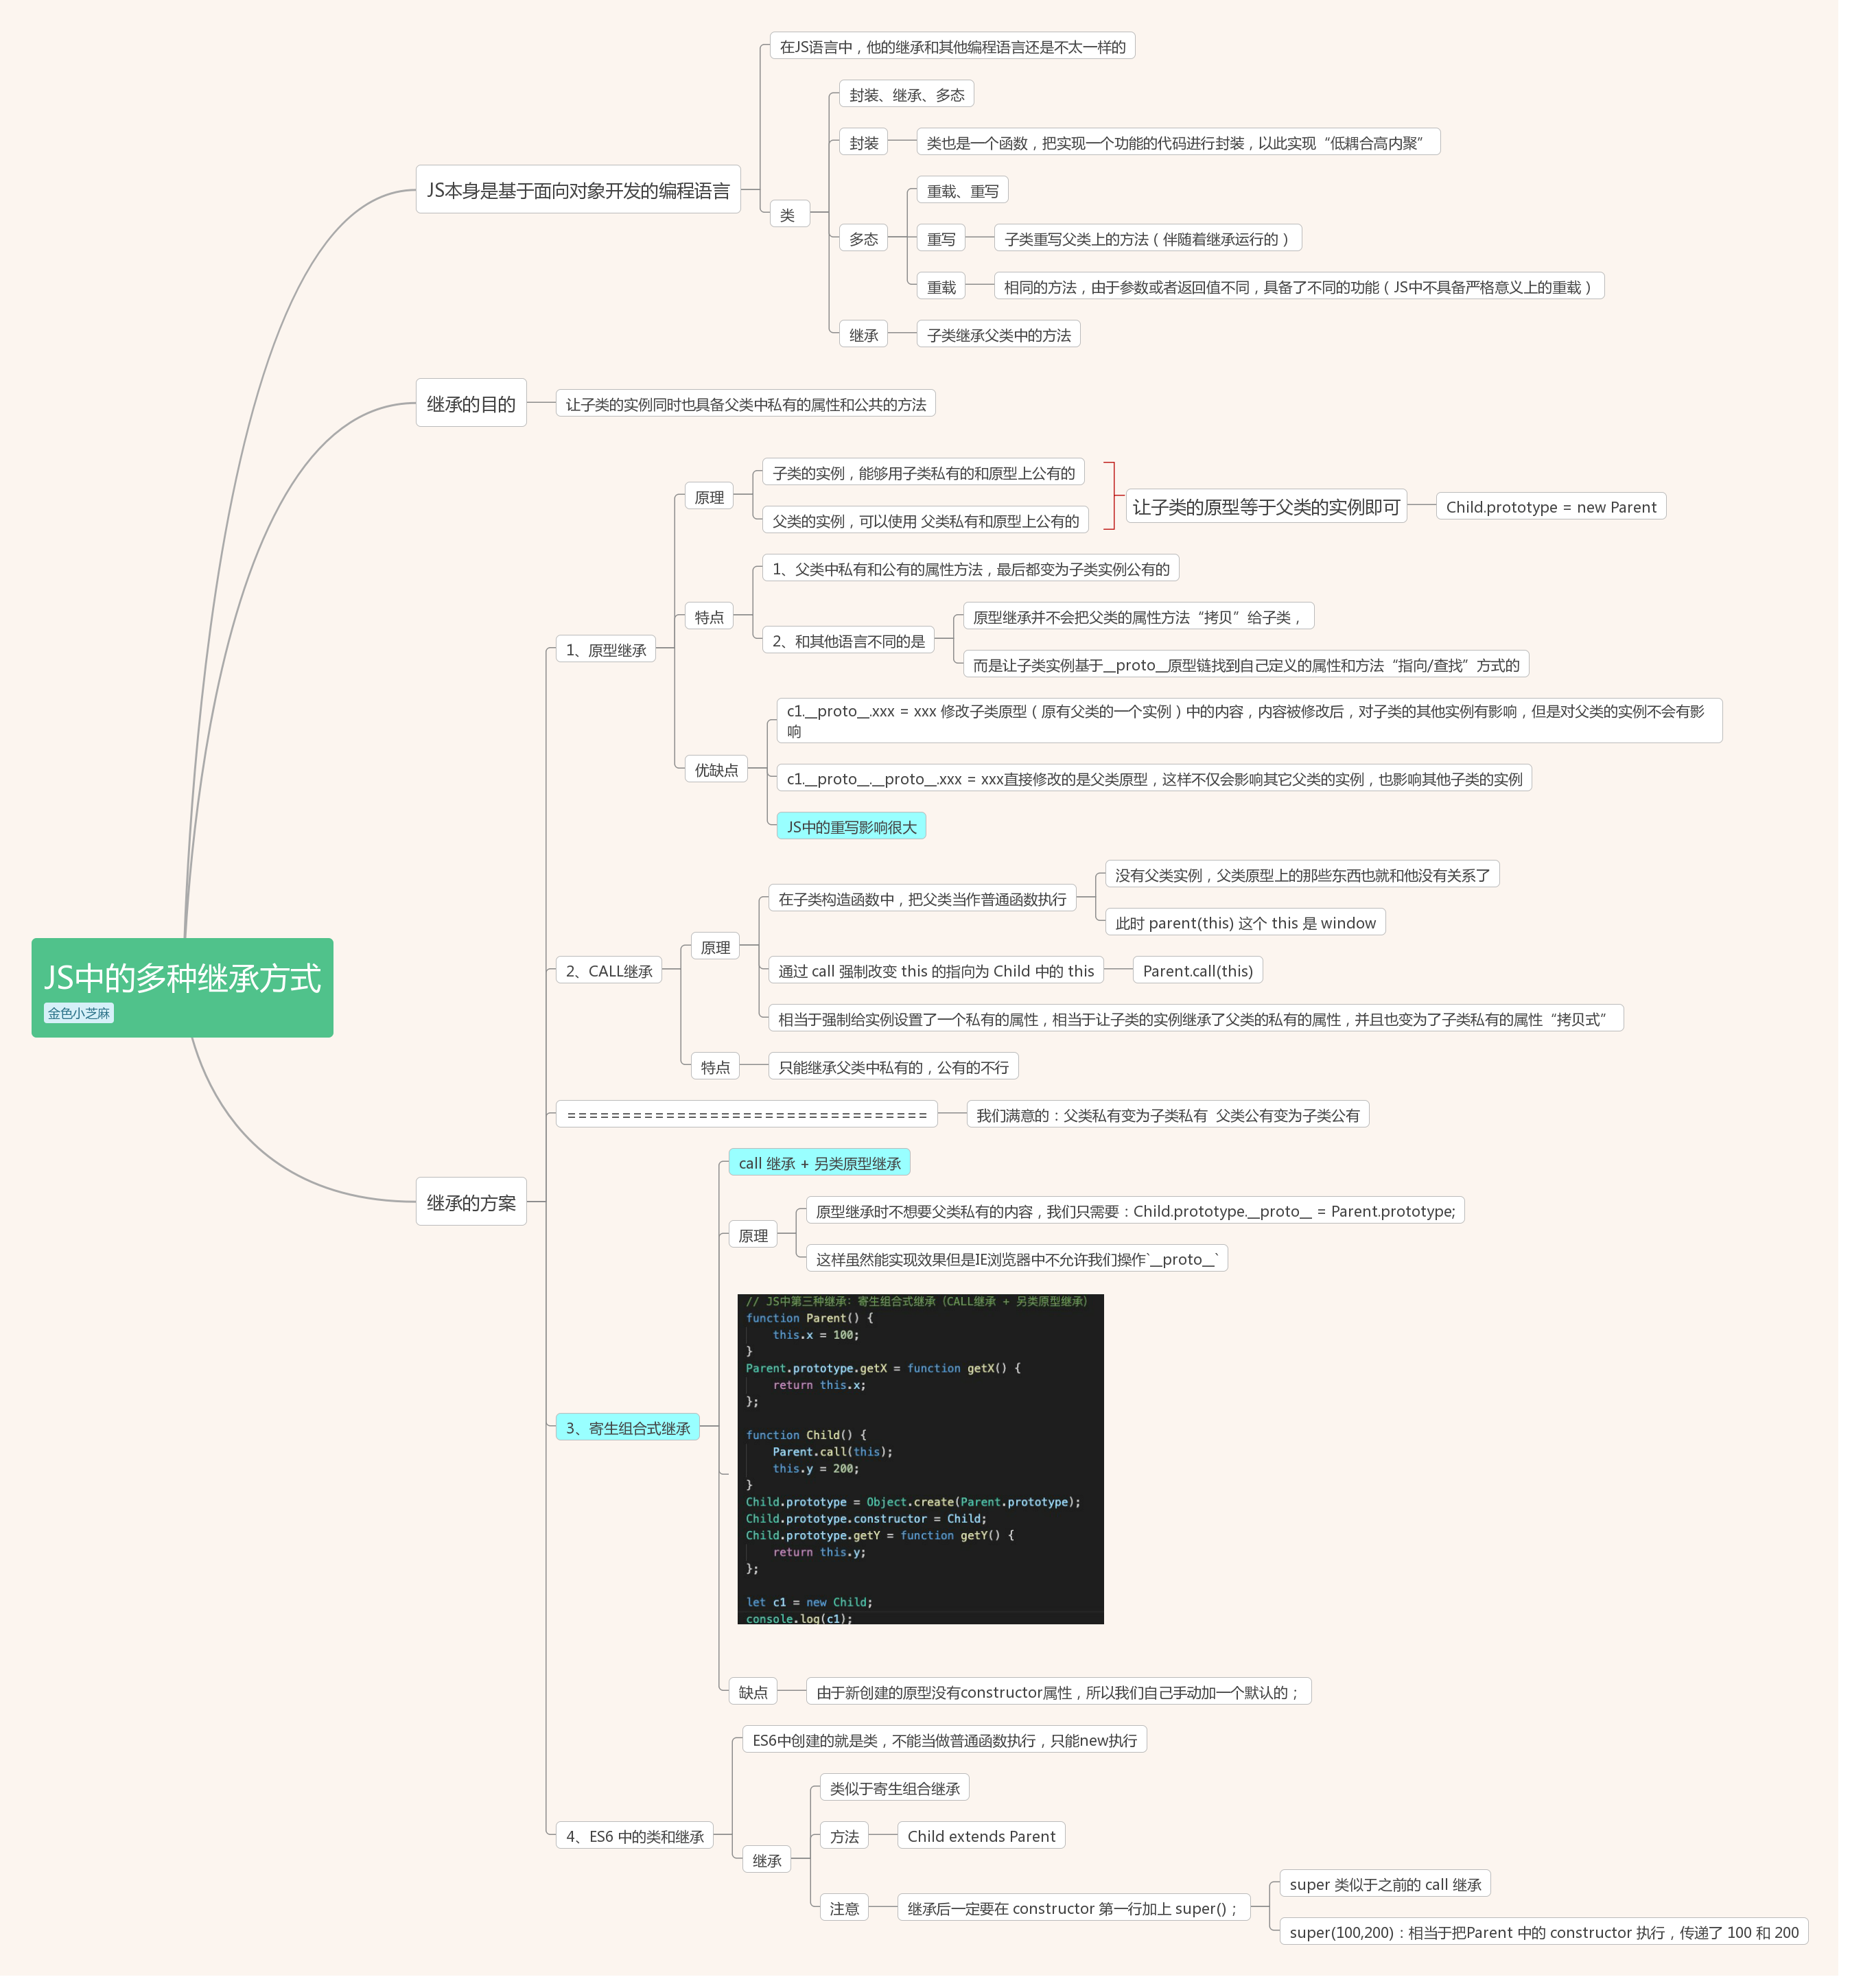 在JS语言中，他的继承和其他编程语言还是不太一样的
封装、继承、多态
封装
类也是一个函数，把实现一个功能的代码进行封装，以此实现“低耦合高内聚”
JS本身是基于面向对象开发的编程语言
重载、重写
类
多态
重写
子类重写父类上的方法（伴随着继承运行的）
重载
相同的方法，由于参数或者返回值不同，具备了不同的功能（JS中不具备严格意义上的重载）
继承
子类继承父类中的方法
继承的目的
让子类的实例同时也具备父类中私有的属性和公共的方法
子类的实例，能够用子类私有的和原型上公有的
原理
让子类的原型等于父类的实例即可
Child.prototype = new Parent
父类的实例，可以使用 父类私有和原型上公有的
1、父类中私有和公有的属性方法，最后都变为子类实例公有的
特点
原型继承并不会把父类的属性方法“拷贝”给子类，
1、原型继承
2、和其他语言不同的是
而是让子类实例基于__proto__原型链找到自己定义的属性和方法“指向/查找”方式的
c1.__proto__.xxx = xxx 修改子类原型（原有父类的一个实例）中的内容，内容被修改后，对子类的其他实例有影响，但是对父类的实例不会有影
响
优缺点
c1.__proto__.__proto__.xxx = xxx直接修改的是父类原型，这样不仅会影响其它父类的实例，也影响其他子类的实例
JS中的重写影响很大
没有父类实例，父类原型上的那些东西也就和他没有关系了
在子类构造函数中，把父类当作普通函数执行
此时 parent(this) 这个 this 是 window
原理
JS中的多种继承方式
金色小芝麻
2、CALL继承
通过 call 强制改变 this 的指向为 Child 中的 this
Parent.call(this)
相当于强制给实例设置了一个私有的属性，相当于让子类的实例继承了父类的私有的属性，并且也变为了子类私有的属性“拷贝式”
特点
只能继承父类中私有的，公有的不行
=================================
我们满意的：父类私有变为子类私有 父类公有变为子类公有
call 继承 + 另类原型继承
继承的方案
原型继承时不想要父类私有的内容，我们只需要：Child.prototype.__proto__ = Parent.prototype;
原理
这样虽然能实现效果但是IE浏览器中不允许我们操作`__proto__`
// JS中第三种继承：寄生组合式继承（CALL继承 + 另类原型继承）
function Parent() {
    this.x = 100;
}
Parent.prototype.getX = function getX() {
    return this.x;
};
3、寄生组合式继承
function Child() {
    Parent.call(this);
    this.y = 200;
}
Child.prototype = Object.create(Parent.prototype);
Child.prototype.constructor = Child;
Child.prototype.getY = function getY() {
    return this.y;
};
let c1 = new Child;
console.log(c1);
缺点
由于新创建的原型没有constructor属性，所以我们自己手动加一个默认的；
ES6中创建的就是类，不能当做普通函数执行，只能new执行
类似于寄生组合继承
4、ES6 中的类和继承
方法
Child extends Parent
继承
super 类似于之前的 call 继承
注意
继承后一定要在 constructor 第一行加上 super()；
super(100,200)：相当于把Parent 中的 constructor 执行，传递了 100 和 200